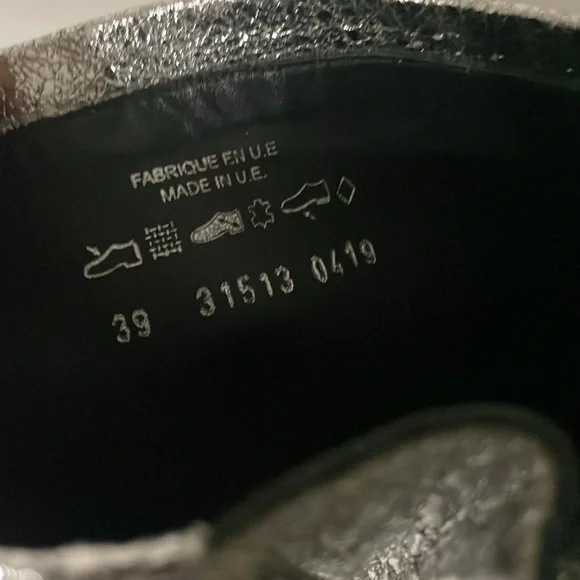 FABRIQUE EN U.E
MADE IN U.E.
39 31513 0419